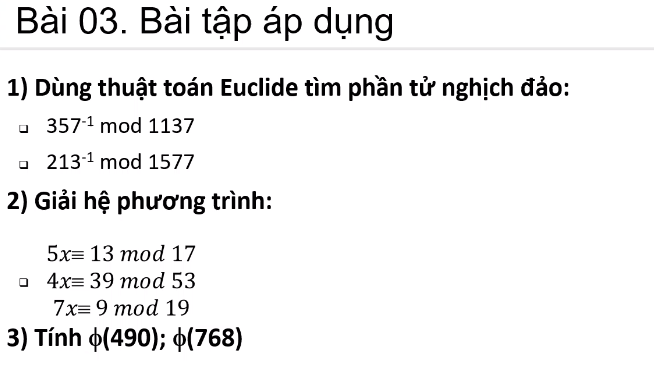 Bài 03. Bài tập áp dụng
1) Dùng thuật toán Euclide tìm phần tử nghịch đảo:
▫ 357⁻¹ mod 1137
▫ 213⁻¹ mod 1577
2) Giải hệ phương trình:
5x≡ 13 mod 17
▫ 4x≡ 39 mod 53
7x≡ 9 mod 19
3) Tính ϕ(490); ϕ(768)